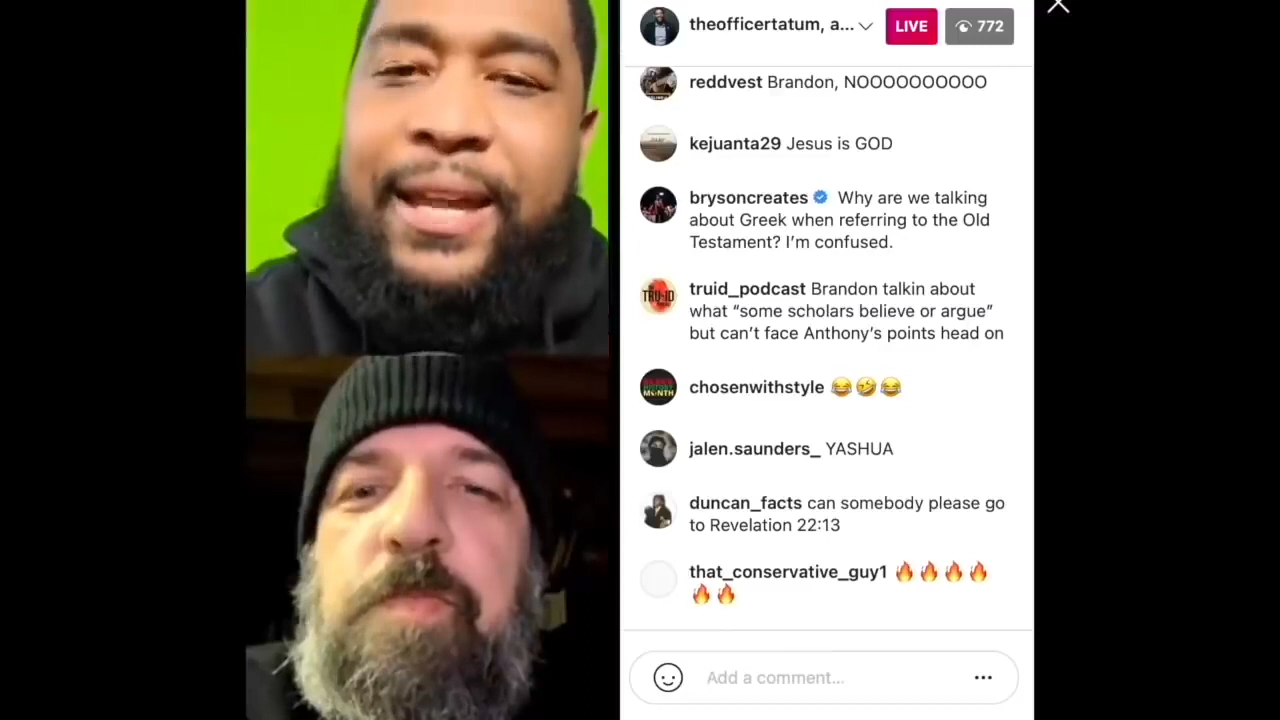 theofficertatum, a...
LIVE
772
reddvest Brandon, NOOOOOOOOOO
kejuanta29 Jesus is GOD
brysoncreates Why are we talking
about Greek when referring to the Old
Testament? I'm confused.
truid_podcast Brandon talkin about
what “some scholars believe or argue”
but can't face Anthony's points head on
chosenwithstyle 😂🤣😂
jalen.saunders_ YASHUA
duncan_facts can somebody please go
to Revelation 22:13
that_conservative_guy1 🔥🔥🔥🔥
🔥🔥
Add a comment...
TRU-ID
MONTH